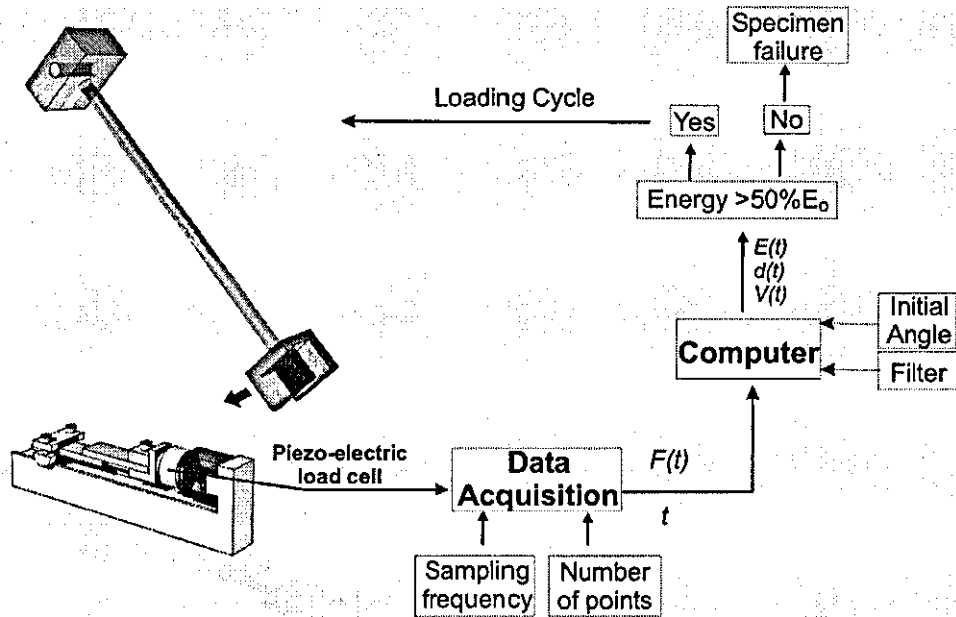 Specimen
failure
Loading Cycle
Yes
No
Energy >50%Eo
E(t)
d(t)
V(t)
Initial
Angle
Computer
Filter
Piezo-electric
load cell
Data
Acquisition
F(t)
t
Sampling
frequency
Number
of points